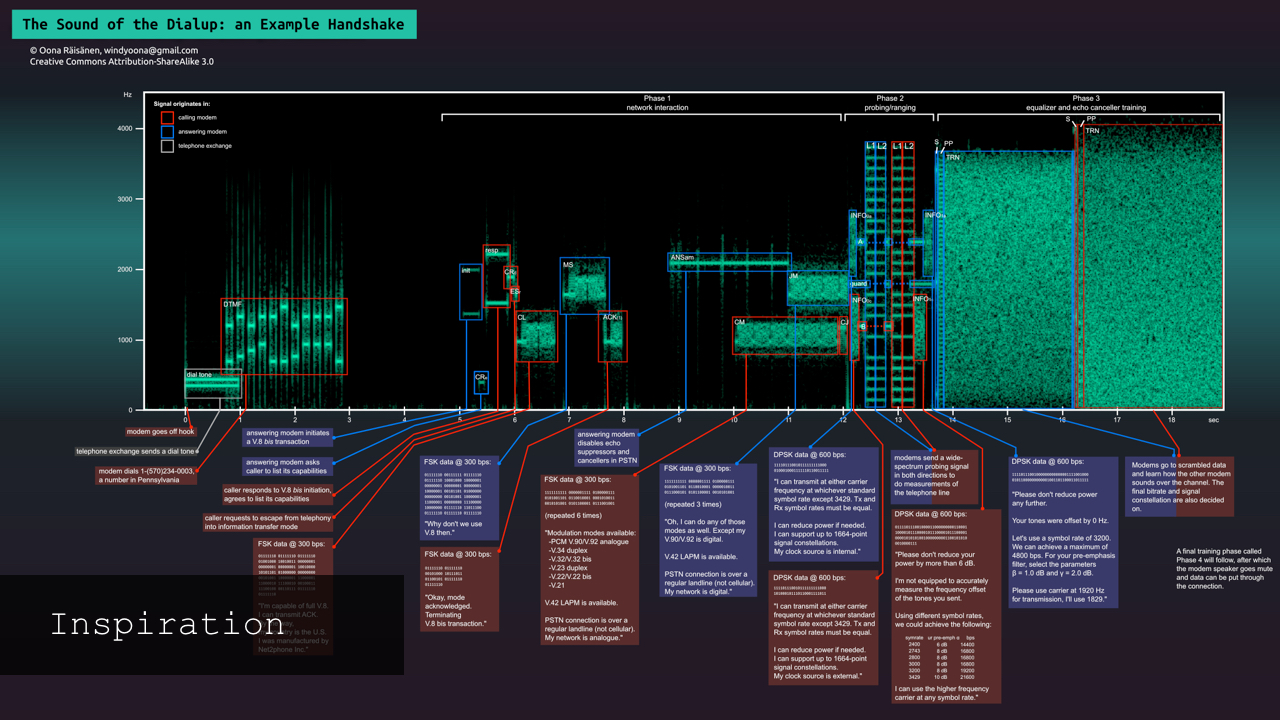 The Sound of the Dialup: an Example Handshake
© Oona Räisänen, windyoona@gmail.com
Creative Commons Attribution-ShareAlike 3.0
Hz
Signal originates in:
calling modem
answering modem
telephone exchange
Phase 1
network interaction
Phase 2
probing/ranging
Phase 3
equalizer and echo canceller training
4000
3000
2000
1000
0
S
PP
TRN
S
PP
TRN
L1 L2
L1 L2
DTMF
dial tone
init
resp
CL
MS
ANSam
JM
CM
CJ
A
B
guard
0
1
2
3
4
5
6
7
8
9
10
11
12
13
14
15
16
17
18
sec
modem goes off hook
telephone exchange sends a dial tone
modem dials 1-(570)234-0003,
a number in Pennsylvania
answering modem initiates
a V.8 bis transaction
answering modem asks
caller to list its capabilities
caller responds to V.8 bis initiation,
agrees to list its capabilities
caller requests to escape from telephony
into information transfer mode
FSK data @ 300 bps:
"I'm capable of full V.8.
I can transmit ACK.
I was manufactured by
Net2phone Inc."
FSK data @ 300 bps:
"Why don't we use
V.8 then."
FSK data @ 300 bps:
"Okay, mode
acknowledged.
Terminating
V.8 bis transaction."
answering modem
disables echo
suppressors and
cancellers in PSTN
FSK data @ 300 bps:
(repeated 6 times)
"Modulation modes available:
-PCM V.90/V.92 analogue
-V.34 duplex
-V.32/V.32 bis
-V.23 duplex
-V.22/V.22 bis
-V.21
V.42 LAPM is available.
PSTN connection is over a
regular landline (not cellular).
My network is analogue."
FSK data @ 300 bps:
(repeated 3 times)
"Oh, I can do any of those
modes as well. Except my
V.90/V.92 is digital.
V.42 LAPM is available.
PSTN connection is over a
regular landline (not cellular).
My network is digital."
DPSK data @ 600 bps:
"I can transmit at either carrier
frequency at whichever standard
symbol rate except 3429. Tx and
Rx symbol rates must be equal.
I can reduce power if needed.
I can support up to 1664-point
signal constellations.
My clock source is internal."
DPSK data @ 600 bps:
"I can transmit at either carrier
frequency at whichever standard
symbol rate except 3429. Tx and
Rx symbol rates must be equal.
I can reduce power if needed.
I can support up to 1664-point
signal constellations.
My clock source is external."
modems send a wide-
spectrum probing signal
in both directions to
do measurements of
the telephone line
DPSK data @ 600 bps:
"Please don't reduce your
power by more than 6 dB.
I'm not equipped to accurately
measure the frequency offset
of the tones you sent.
Using different symbol rates,
we could achieve the following:
symrate ur pre-emph α bps
2400 6 dB 14400
2743 8 dB 16800
2800 8 dB 16800
3000 8 dB 16800
3200 8 dB 19200
3429 10 dB 21600
I can use the higher frequency
carrier at any symbol rate."
DPSK data @ 600 bps:
"Please don't reduce power
any further.
Your tones were offset by 0 Hz.
Let's use a symbol rate of 3200.
We can achieve a maximum of
4800 bps. For your pre-emphasis
filter, select the parameters
β = 1.0 dB and γ = 2.0 dB.
Please use carrier at 1920 Hz
for transmission, I'll use 1829."
Modems go to scrambled data
and learn how the other modem
sounds over the channel. The
final bitrate and signal
constellation are also decided
on.
A final training phase called
Phase 4 will follow, after which
the modem speakers mute
and data can be put through
the connection.
Inspiration